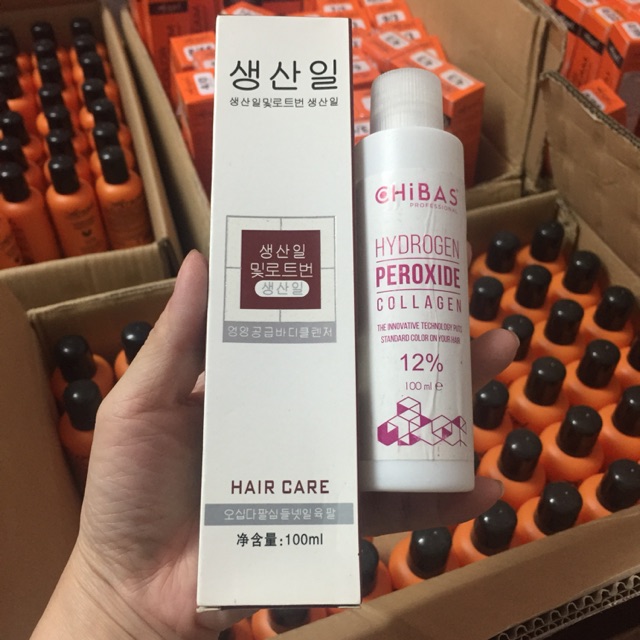 생산일
생산일및로트번 생산일
생산일
및로트번
생산일
영양공급바디클렌저
HAIR CARE
오십다팔십들넷일육팔
净含量:100ml
CHiBAS
PROFESSIONAL
HYDROGEN
PEROXIDE
COLLAGEN
THE INNOVATIVE TECHNOLOGY
STANDARD COLOR ON YOUR HAIR
12%
100 ml e